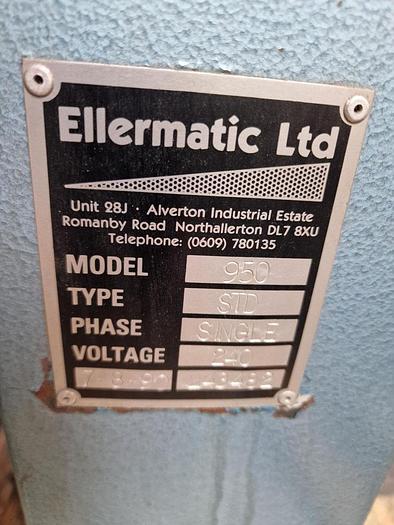 Ellermatic Ltd
Unit 28J · Alverton Industrial Estate
Romanby Road Northallerton DL7 8XU
Telephone: (0609) 780135
MODEL 950
TYPE STD
PHASE SINGLE
VOLTAGE 240
7-8-90